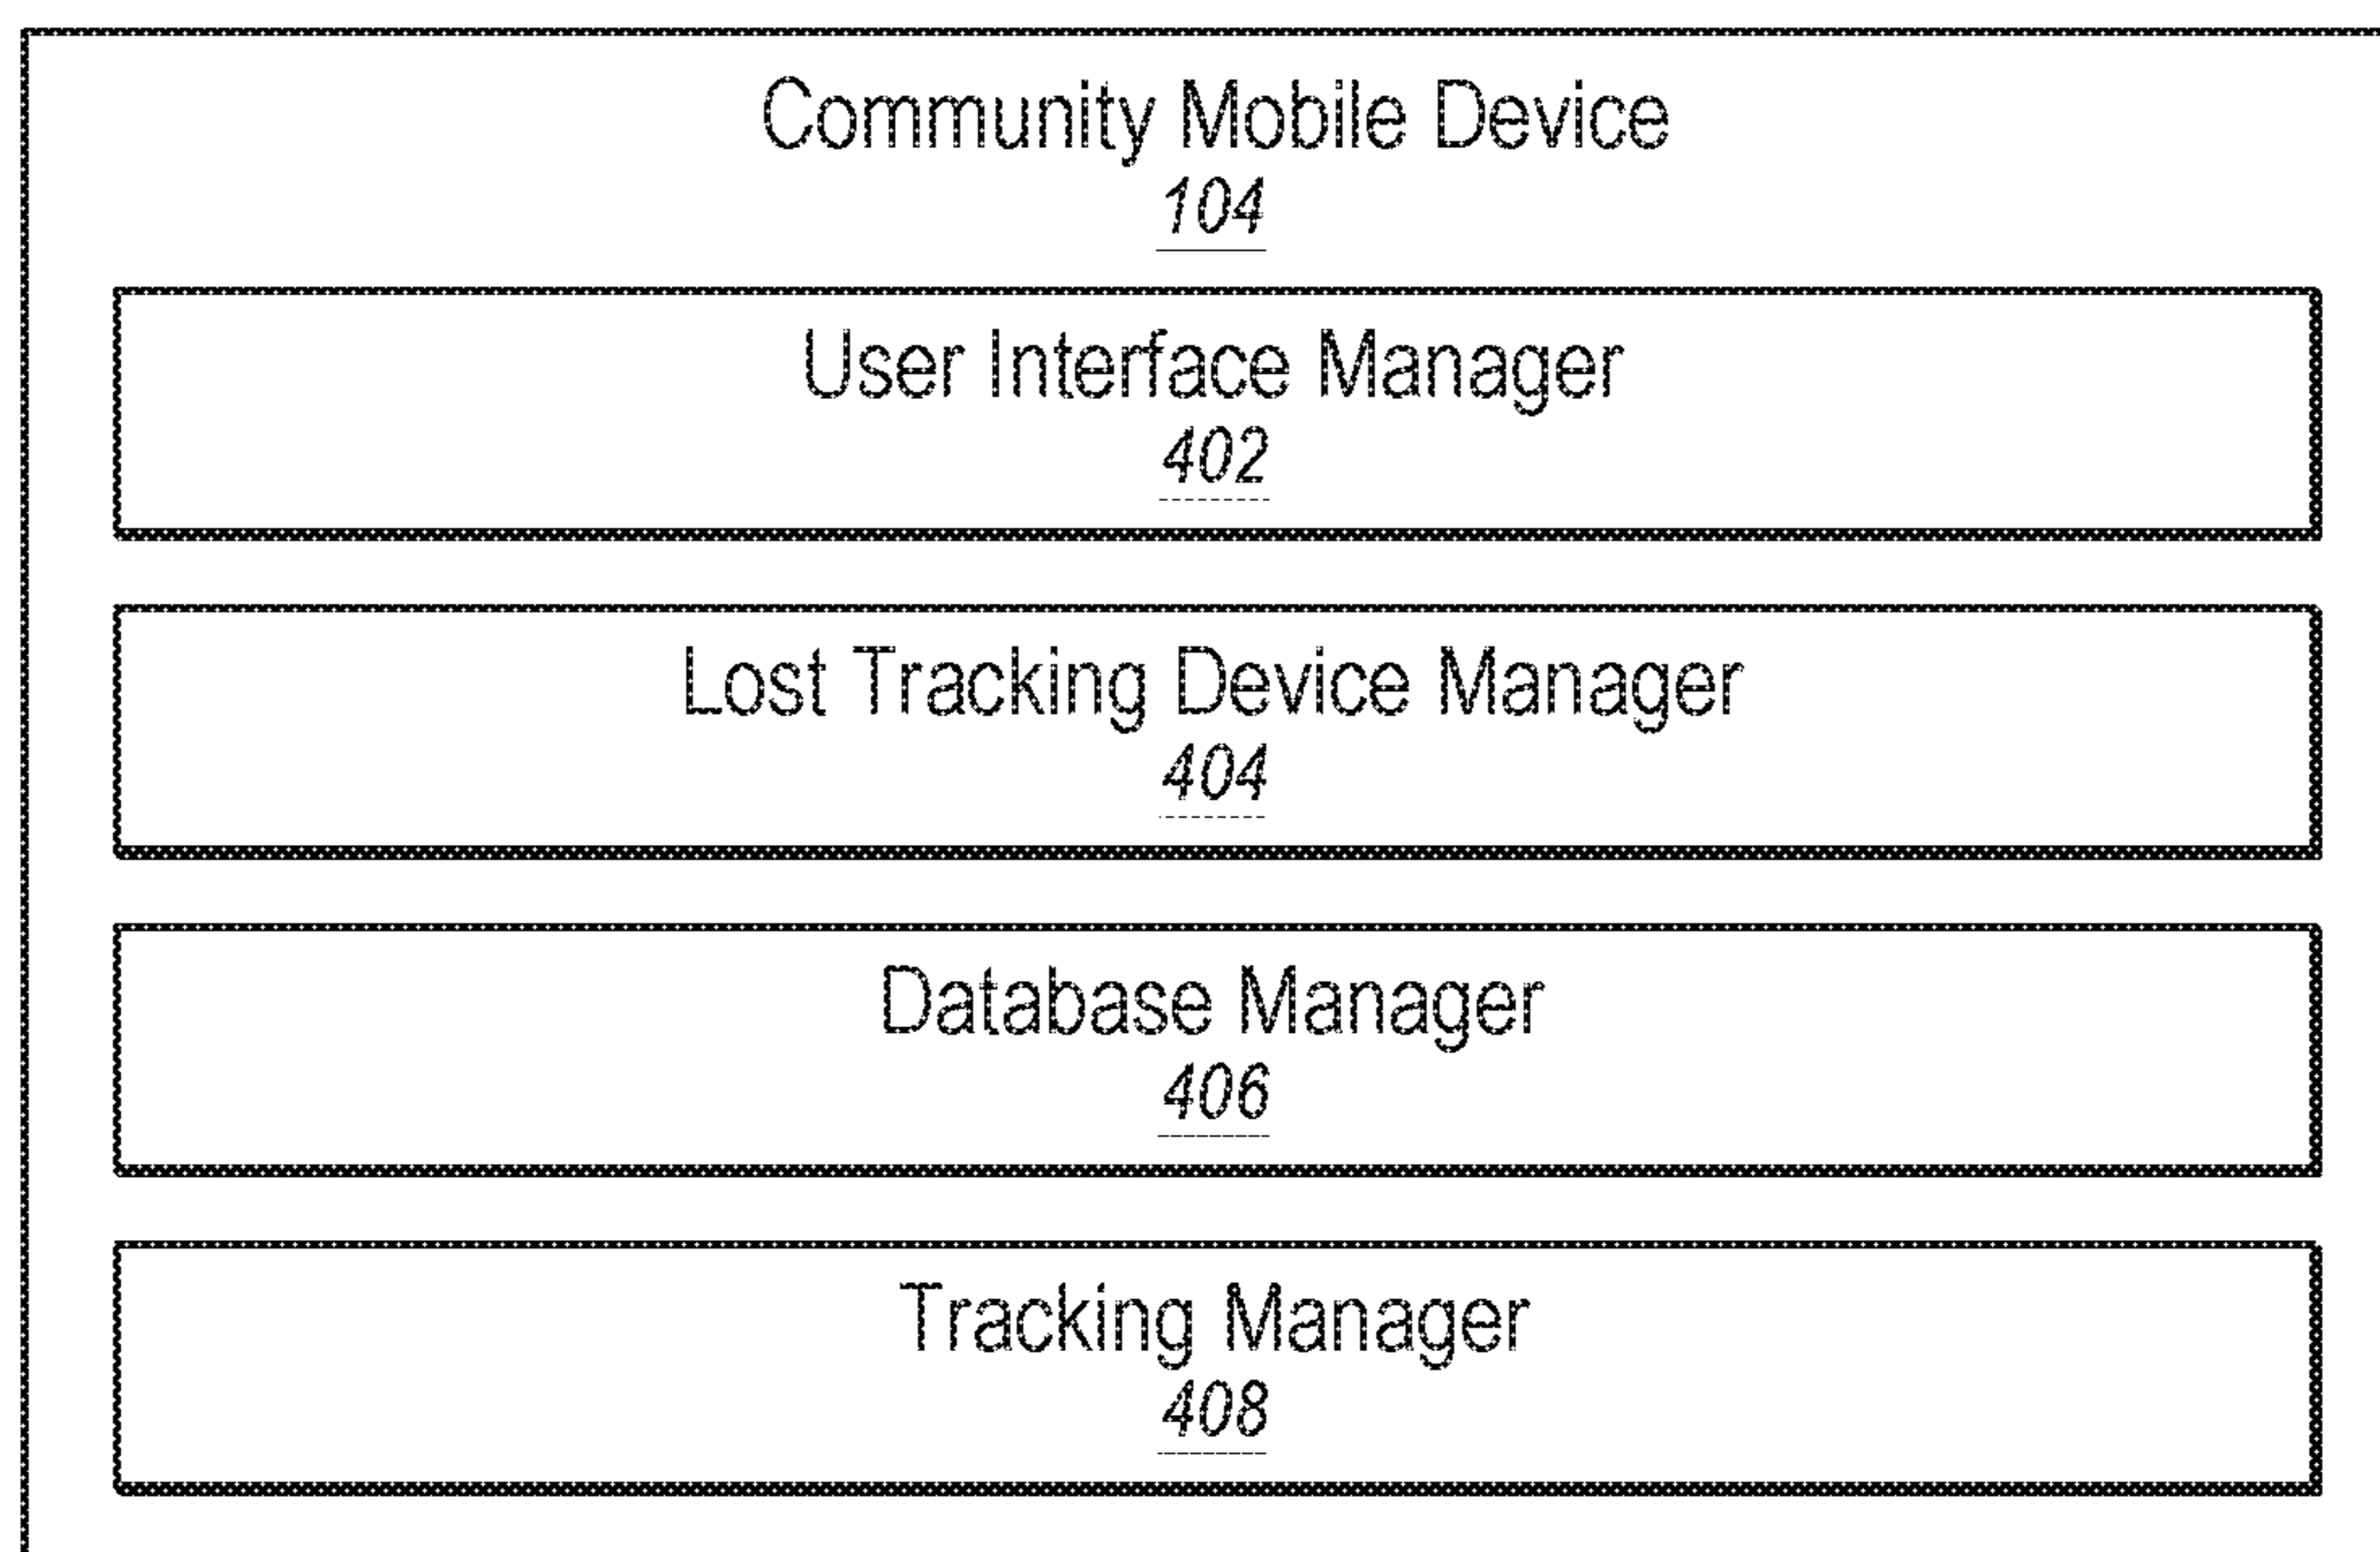 Community Mobile Device
104
User Interface Manager
402
Lost Tracking Device Manager
404
Database Manager
406
Tracking Manager
408